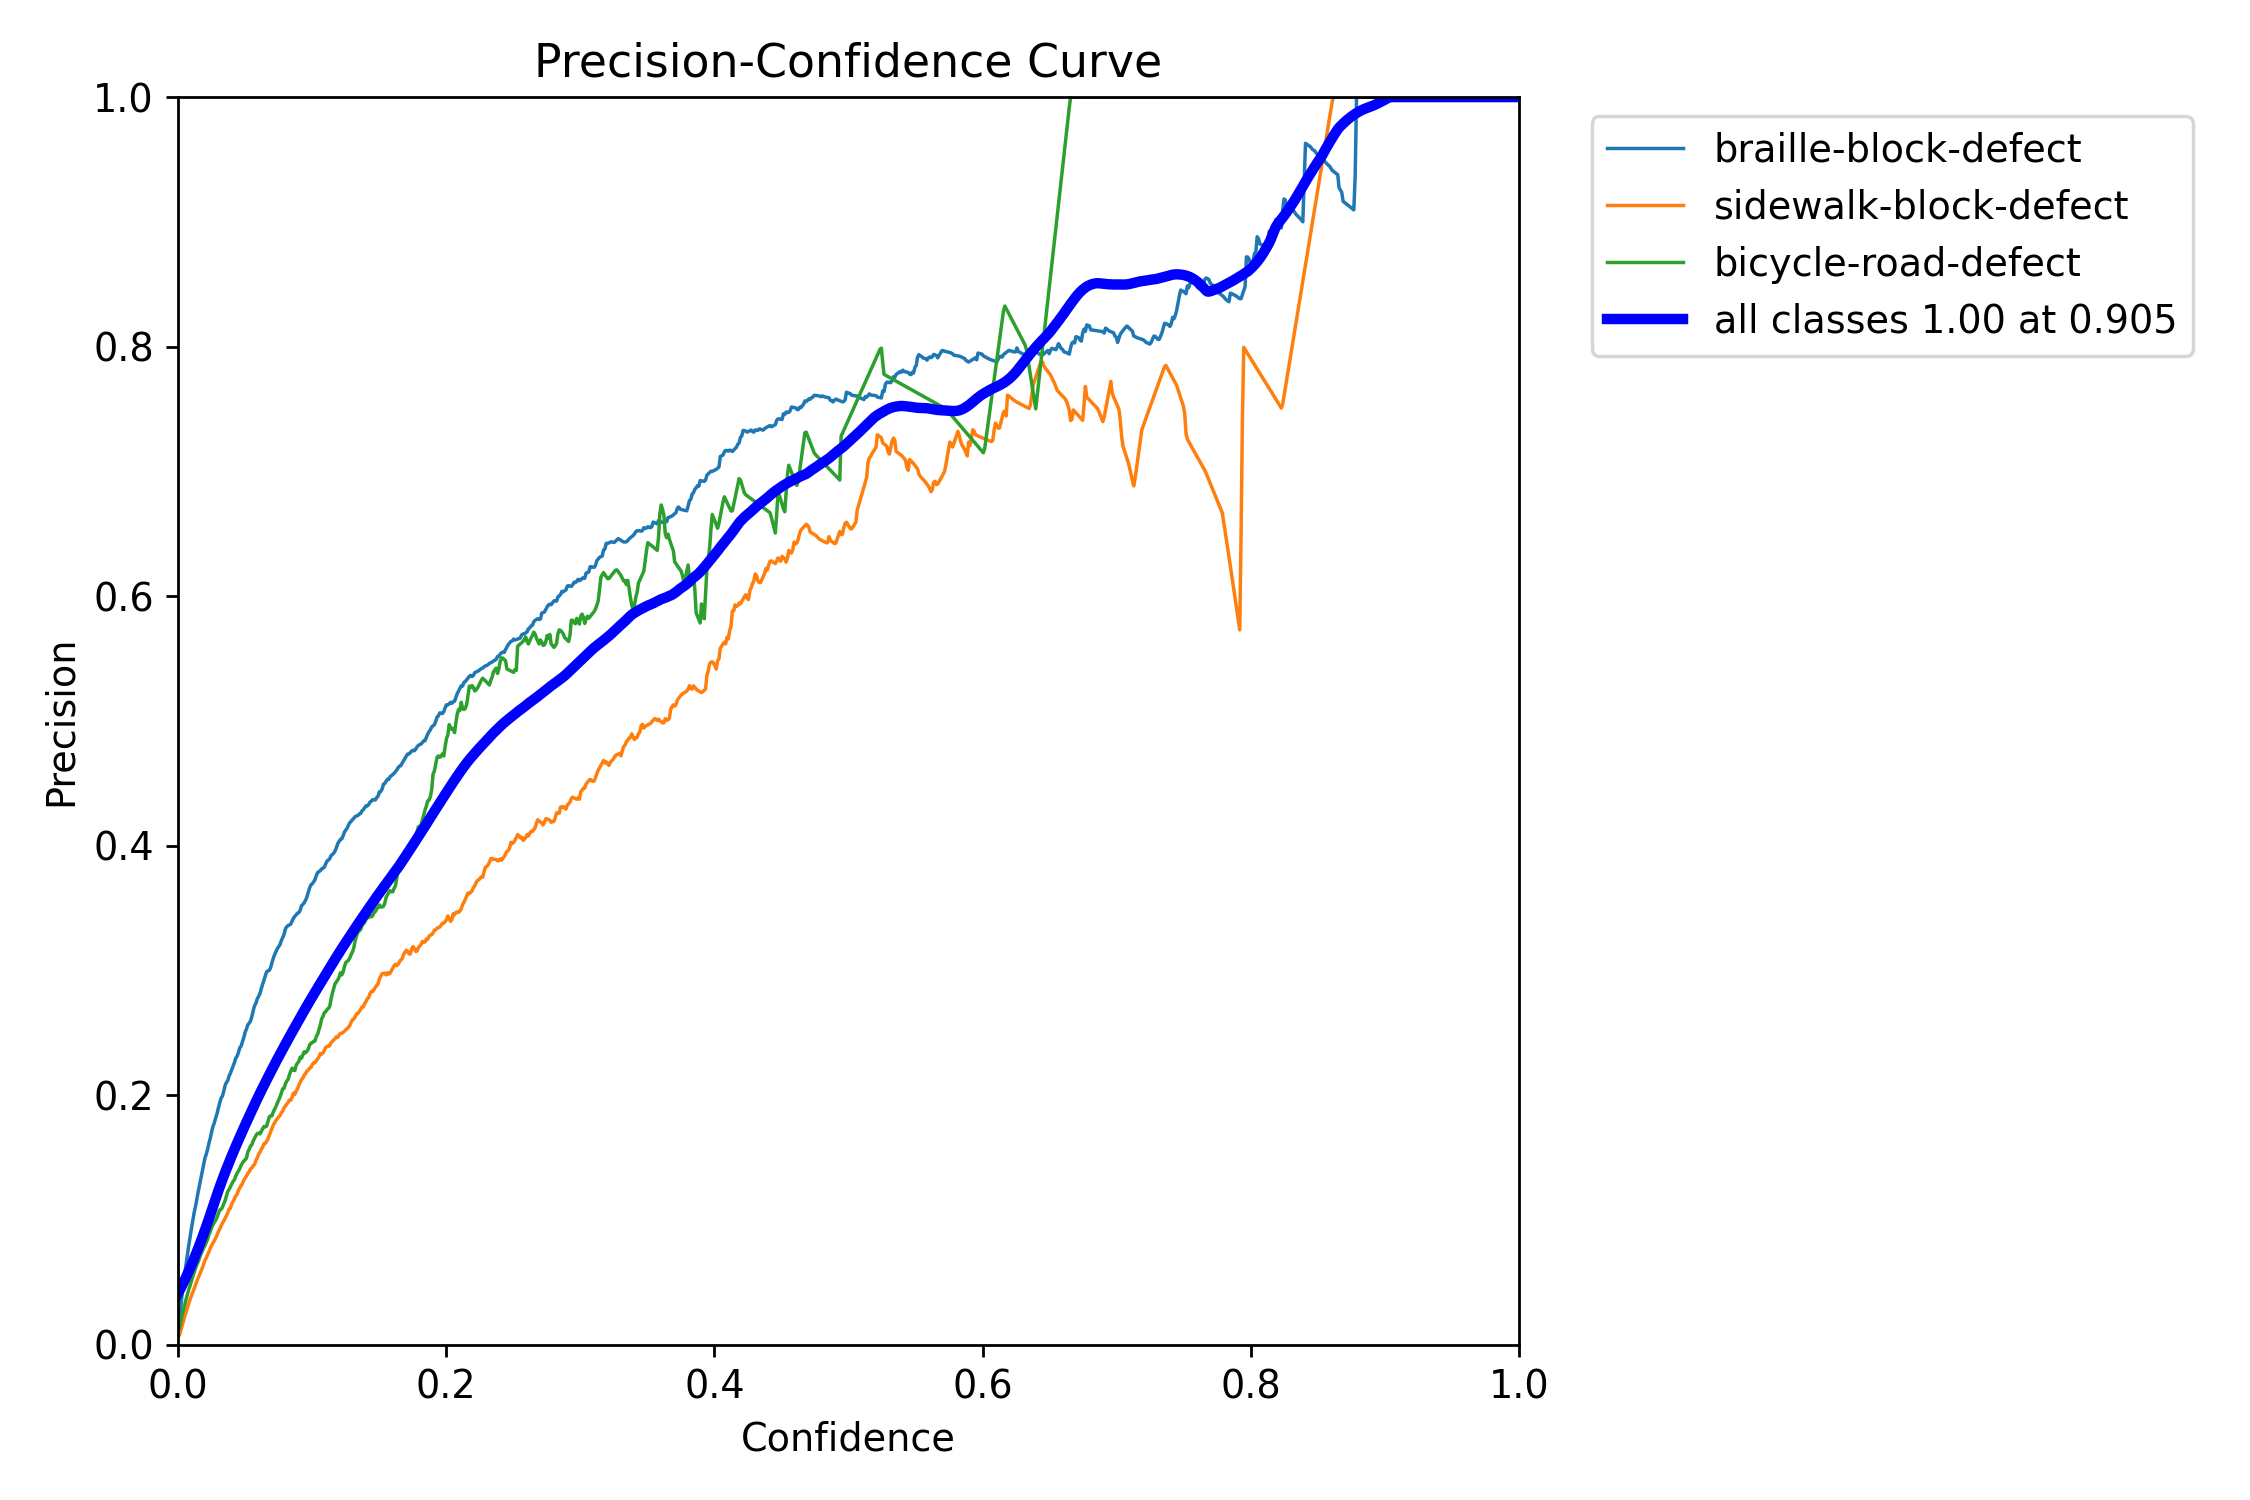 Precision-Confidence Curve
1.0
0.8
0.6
0.4
0.2
0.0
Precision
0.0 0.2 0.4 0.6 0.8 1.0
Confidence
braille-block-defect
sidewalk-block-defect
bicycle-road-defect
all classes 1.00 at 0.905